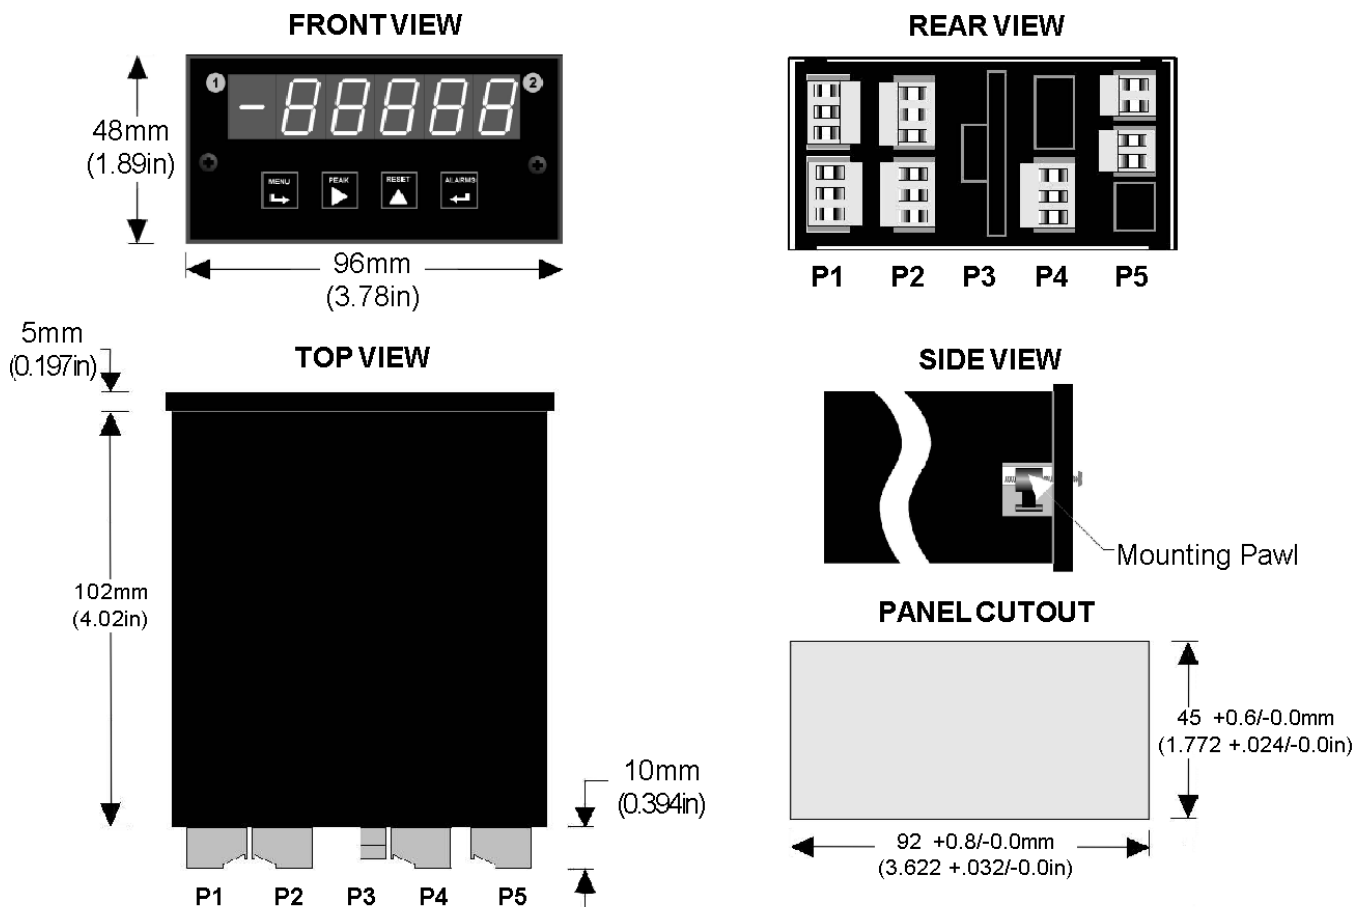 FRONT VIEW
1
-88888
2
MENU
PEAK
RESET
ALARMS
48mm
(1.89in)
96mm
(3.78in)
REAR VIEW
P1 P2 P3 P4 P5
5mm
(0.197in)
TOP VIEW
102mm
(4.02in)
10mm
(0.394in)
P1 P2 P3 P4 P5
SIDE VIEW
Mounting Pawl
PANEL CUTOUT
45 +0.6/-0.0mm
(1.772 +.024/-0.0in)
92 +0.8/-0.0mm
(3.622 +.032/-0.0in)